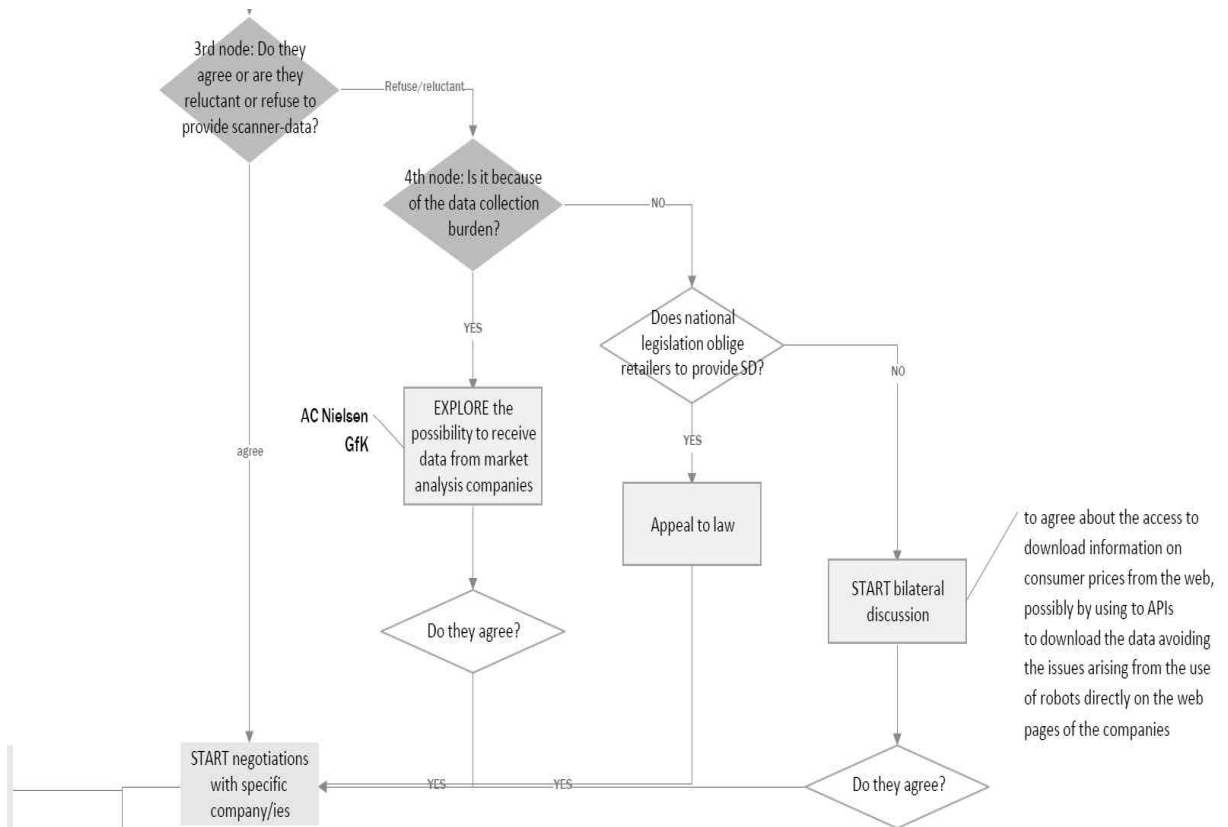 3rd node: Do they
agree or are they
reluctant or refuse to
provide scanner-data?
Refuse/reluctant
4th node: Is it because
of the data collection
burden?
NO
Does national
legislation oblige
retailers to provide SD?
NO
YES
AC Nielsen
GfK
EXPLORE the
possibility to receive
data from market
analysis companies
agree
YES
Appeal to law
to agree about the access to
download information on
consumer prices from the web,
possibly by using to APIs
to download the data avoiding
the issues arising from the use
of robots directly on the web
pages of the companies
START bilateral
discussion
Do they agree?
START negotiations
with specific
company/ies
YES
YES
Do they agree?